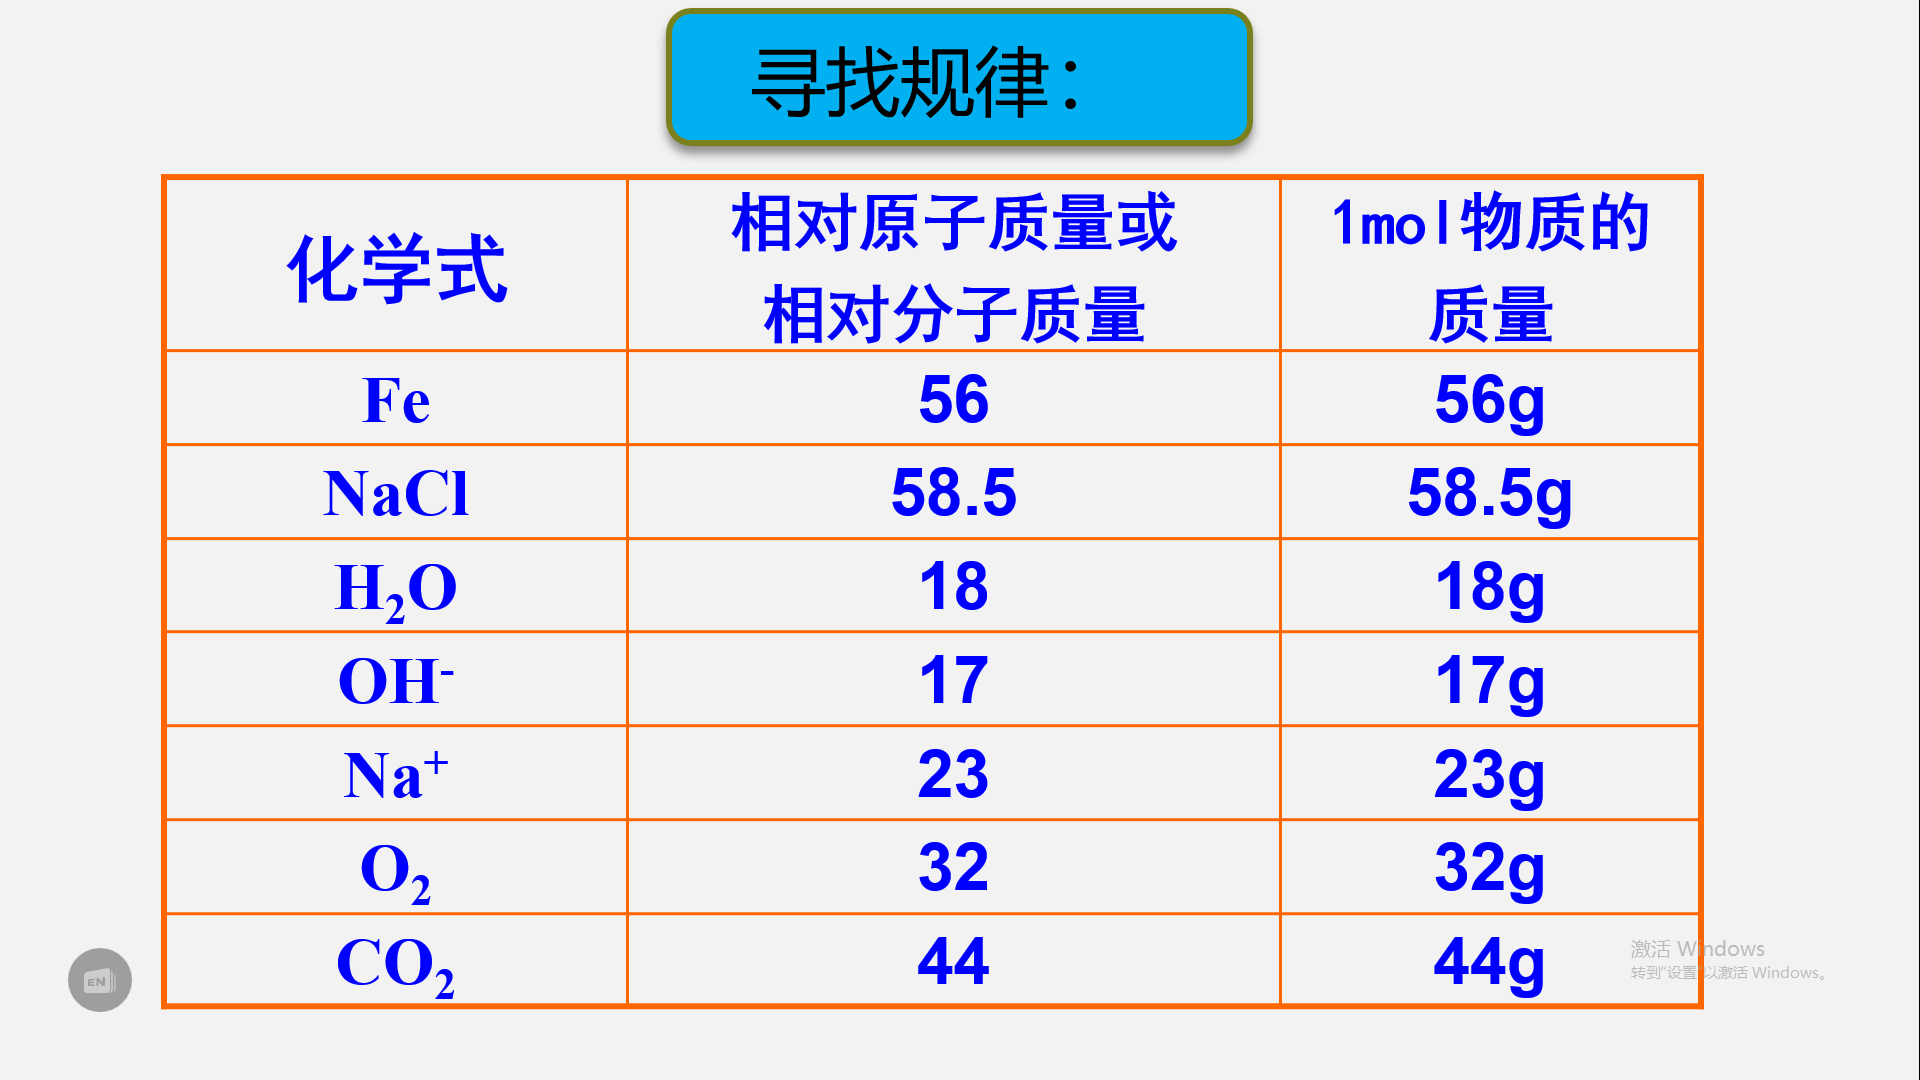 寻找规律：
化学式 相对原子质量或 1mol物质的
相对分子质量 质量
Fe 56 56g
NaCl 58.5 58.5g
H₂O 18 18g
OH⁻ 17 17g
Na⁺ 23 23g
O₂ 32 32g
CO₂ 44 44g
激活 Windows
转到“设置”以激活 Windows。
EN